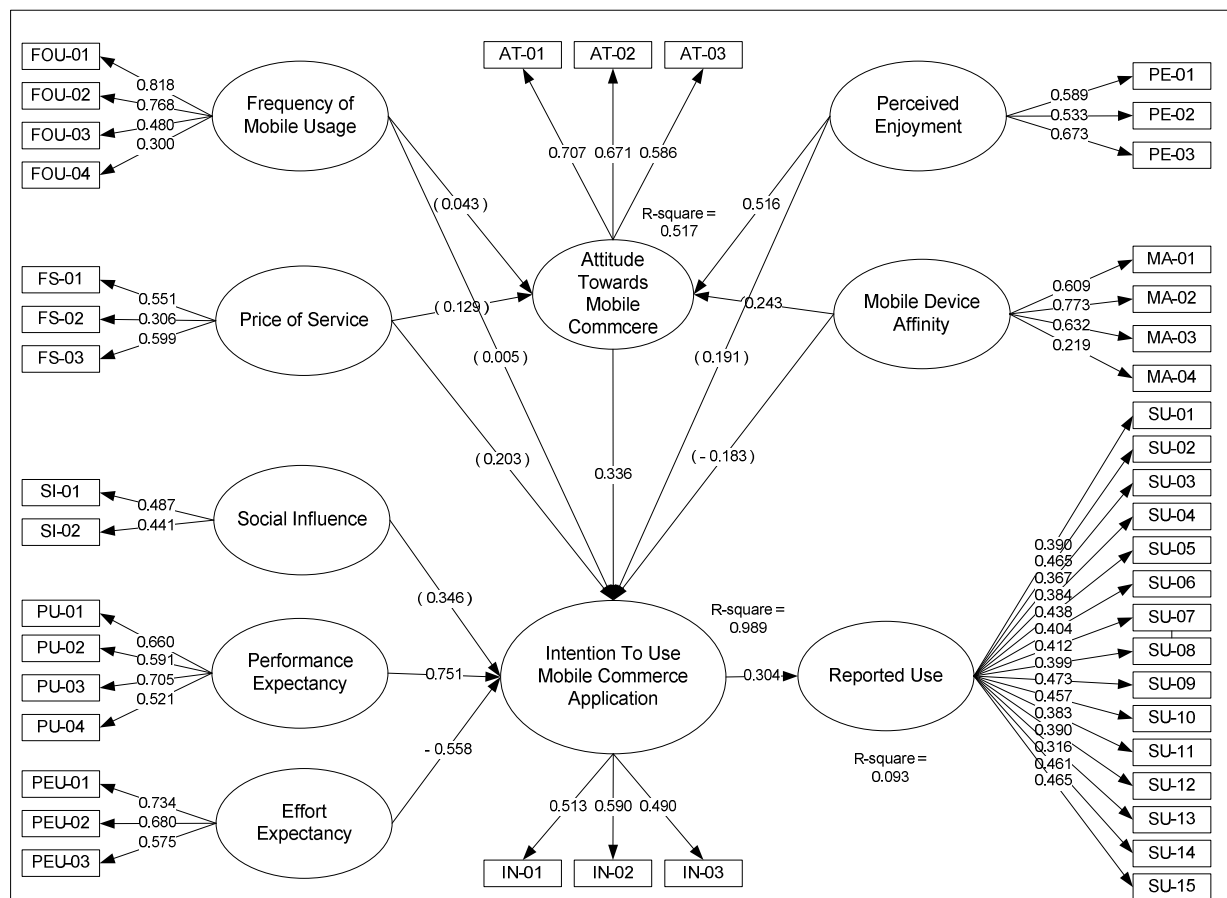 FOU-01
FOU-02
FOU-03
FOU-04
0.818
0.768
0.480
0.300
Frequency of
Mobile Usage
AT-01
AT-02
AT-03
0.707
0.671
0.586
Perceived
Enjoyment
0.589
0.533
0.673
PE-01
PE-02
PE-03
( 0.043 )
R-square =
0.517
0.516
FS-01
FS-02
FS-03
0.551
0.306
0.599
Price of Service
( 0.129 )
Attitude
Towards
Mobile
Commcere
0.243
Mobile Device
Affinity
0.609
0.773
0.632
0.219
MA-01
MA-02
MA-03
MA-04
( 0.005 )
( 0.191 )
( 0.203 )
0.336
( - 0.183 )
SI-01
SI-02
0.487
0.441
Social Influence
( 0.346 )
PU-01
PU-02
PU-03
PU-04
0.660
0.591
0.705
0.521
Performance
Expectancy
0.751
Intention To Use
Mobile Commerce
Application
R-square =
0.989
0.304
Reported Use
R-square =
0.093
0.390
0.465
0.367
0.384
0.438
0.404
0.412
0.399
0.473
0.457
0.383
0.390
0.316
0.461
0.465
SU-01
SU-02
SU-03
SU-04
SU-05
SU-06
SU-07
SU-08
SU-09
SU-10
SU-11
SU-12
SU-13
SU-14
SU-15
PEU-01
PEU-02
PEU-03
0.734
0.680
0.575
Effort
Expectancy
- 0.558
0.513
0.590
0.490
IN-01
IN-02
IN-03